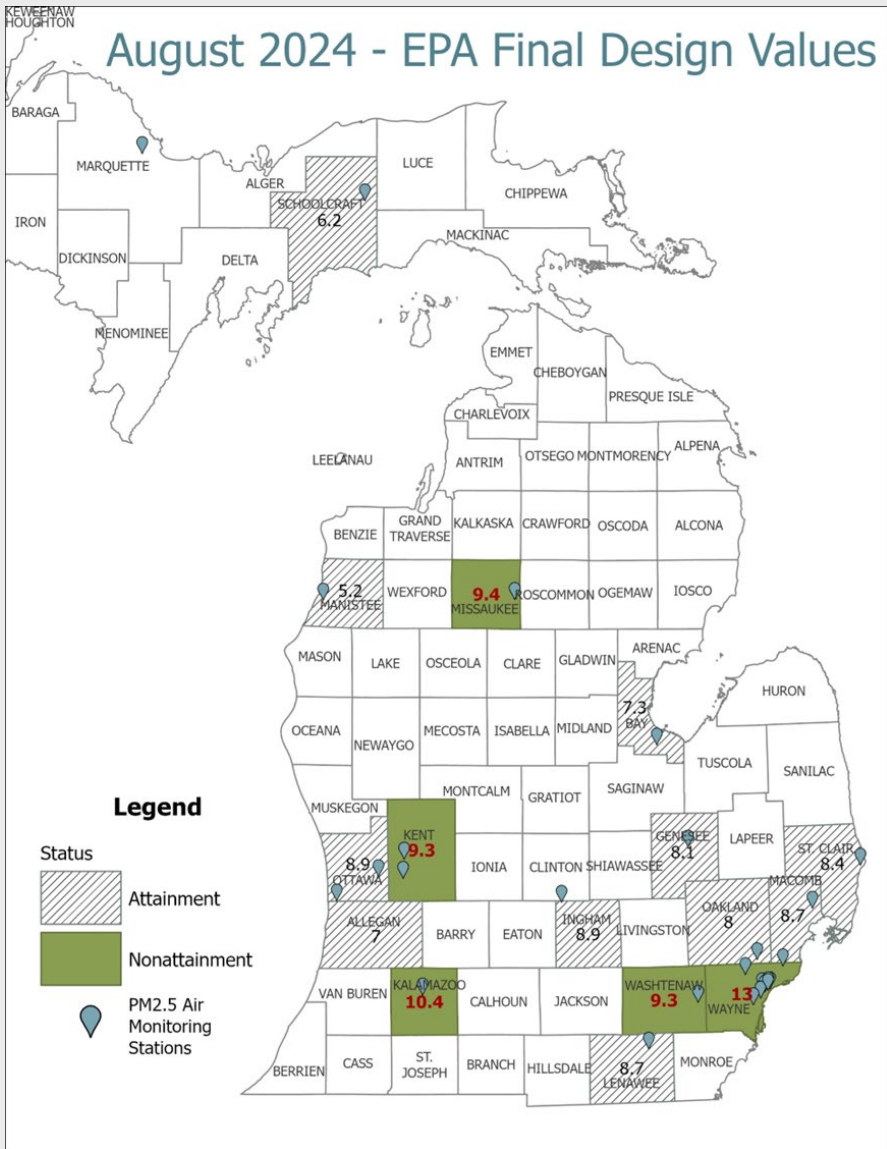 KEWEENAW
HOUGHTON
August 2024 - EPA Final Design Values
BARAGA
MARQUETTE
ALGER
LUCE
SCHOOLCRAFT
6.2
CHIPPEWA
IRON
MACKINAC
DICKINSON
DELTA
MENOMINEE
EMMET
CHEBOYGAN
PRESQUE ISLE
CHARLEVOIX
LEELANAU
ANTRIM
OTSEGO
MONTMORENCY
ALPENA
BENZIE
GRAND
TRAVERSE
KALKASKA
CRAWFORD
OSCODA
ALCONA
5.2
MANISTEE
WEXFORD
9.4
MISSAUKEE
ROSCOMMON
OGEMAW
IOSCO
MASON
LAKE
OSCEOLA
CLARE
GLADWIN
ARENAC
HURON
7.3
BAY
OCEANA
NEWAYGO
MECOSTA
ISABELLA
MIDLAND
TUSCOLA
SANILAC
MUSKEGON
MONTCALM
GRATIOT
SAGINAW
KENT
9.3
8.9
OTTAWA
IONIA
CLINTON
SHIAWASSEE
GENESEE
8.1
LAPEER
ST. CLAIR
8.4
MACOMB
8.7
OAKLAND
8
ALLEGAN
7
BARRY
EATON
INGHAM
8.9
LIVINGSTON
VAN BUREN
KALAMAZOO
10.4
CALHOUN
JACKSON
WASHTENAW
9.3
13
WAYNE
BERRIEN
CASS
ST.
JOSEPH
BRANCH
HILLSDALE
8.7
LENAWEE
MONROE
Legend
Status
Attainment
Nonattainment
PM2.5 Air
Monitoring
Stations